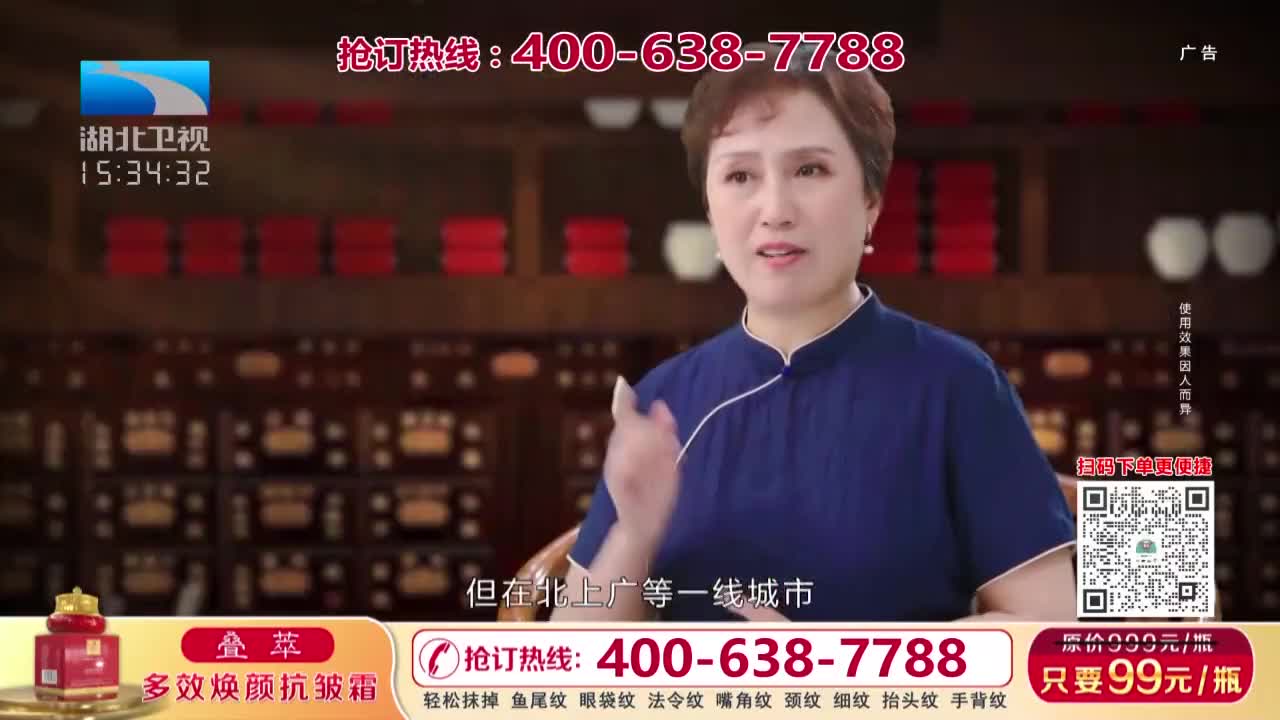 抢订热线：400-638-7788
广告
湖北卫视
15:34:32
使用效果因人而异
扫码下单更便捷
但在北上广等一线城市
叠萃
多效焕颜抗皱霜
抢订热线：400-638-7788
轻松抹掉 鱼尾纹 眼袋纹 法令纹 嘴角纹 颈纹 细纹 抬头纹 手背纹
原价999元/瓶
只要99元/瓶